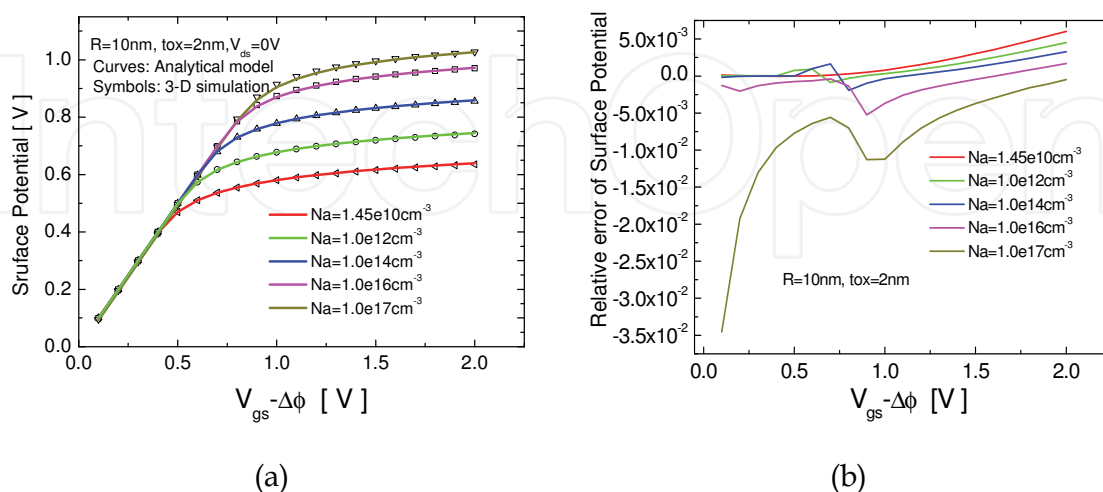 R=10nm, tox=2nm,V_ds=0V
Curves: Analytical model
Symbols: 3-D simulation
1.0
0.8
0.6
0.4
0.2
0.0
Sruface Potential [ V ]
Na=1.45e10cm⁻³
Na=1.0e12cm⁻³
Na=1.0e14cm⁻³
Na=1.0e16cm⁻³
Na=1.0e17cm⁻³
0.0 0.5 1.0 1.5 2.0
V_gs-Δϕ [ V ]
(a)
5.0x10⁻³
0.0
-5.0x10⁻³
-1.0x10⁻²
-1.5x10⁻²
-2.0x10⁻²
-2.5x10⁻²
-3.0x10⁻²
-3.5x10⁻²
Relative error of Surface Potential
Na=1.45e10cm⁻³
Na=1.0e12cm⁻³
Na=1.0e14cm⁻³
Na=1.0e16cm⁻³
Na=1.0e17cm⁻³
R=10nm, tox=2nm
0.0 0.5 1.0 1.5 2.0
V_gs-Δϕ [V]
(b)